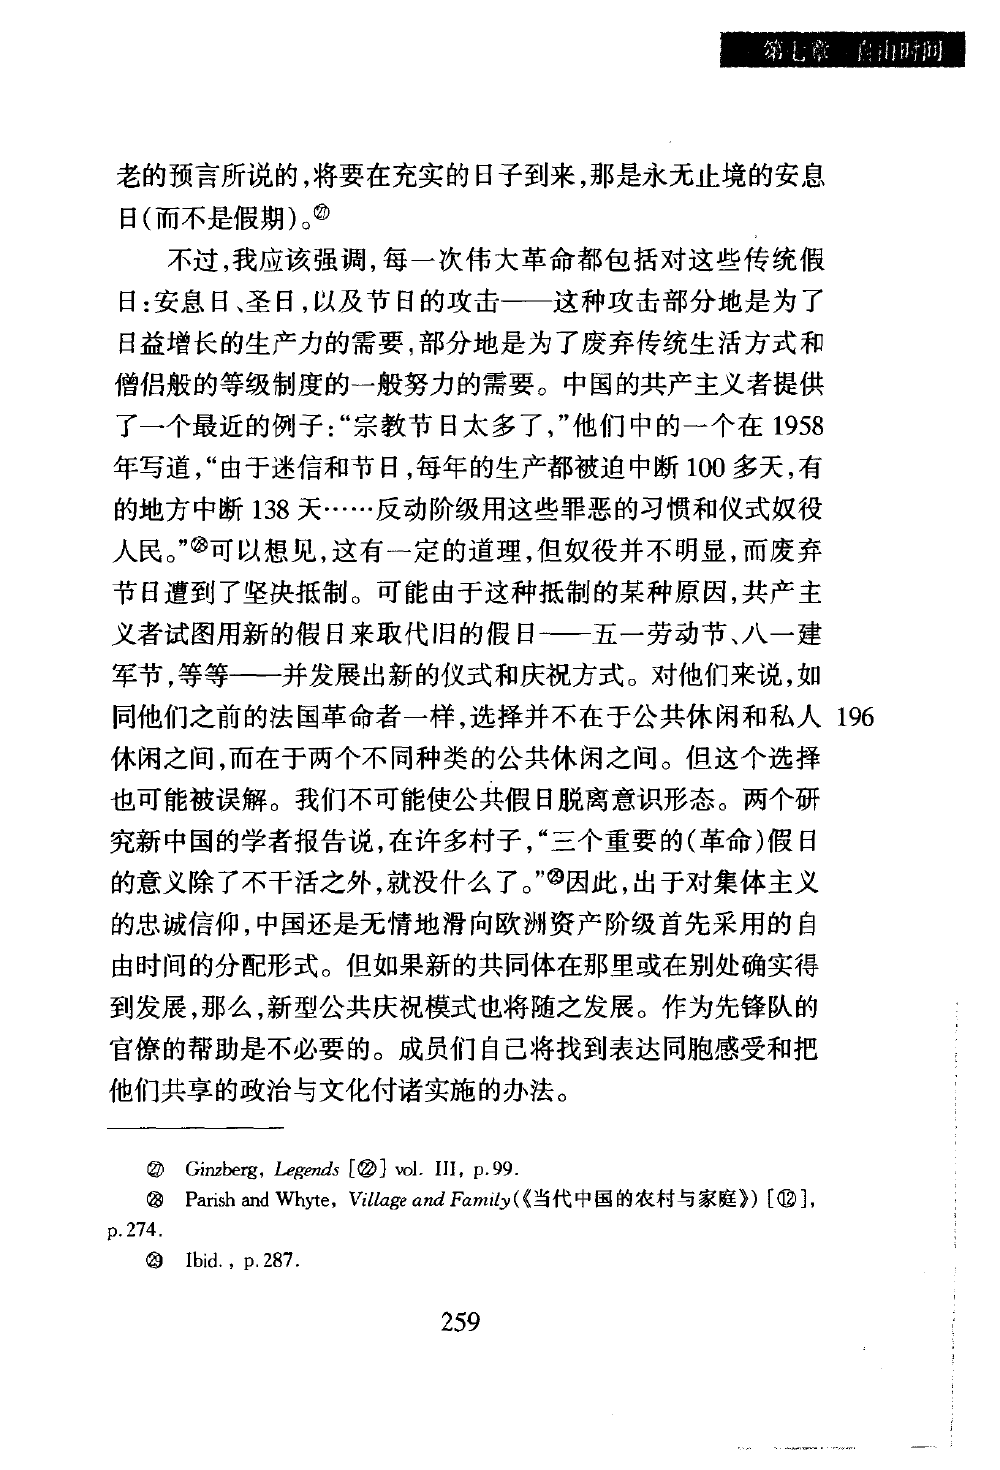 第七章 自由时间
老的预言所说的,将要在充实的日子到来,那是永无止境的安息
日(而不是假期)。㉗
不过,我应该强调,每一次伟大革命都包括对这些传统假
日:安息日、圣日,以及节日的攻击——这种攻击部分地是为了
日益增长的生产力的需要,部分地是为了废弃传统生活方式和
僧侣般的等级制度的一般努力的需要。中国的共产主义者提供
了一个最近的例子:“宗教节日太多了,”他们中的一个在 1958
年写道,“由于迷信和节日,每年的生产都被迫中断 100 多天,有
的地方中断 138 天……反动阶级用这些罪恶的习惯和仪式奴役
人民。”㉘可以想见,这有一定的道理,但奴役并不明显,而废弃
节日遭到了坚决抵制。可能由于这种抵制的某种原因,共产主
义者试图用新的假日来取代旧的假日——五一劳动节、八一建
军节,等等——并发展出新的仪式和庆祝方式。对他们来说,如
同他们之前的法国革命者一样,选择并不在于公共休闲和私人 196
休闲之间,而在于两个不同种类的公共休闲之间。但这个选择
也可能被误解。我们不可能使公共假日脱离意识形态。两个研
究新中国的学者报告说,在许多村子,“三个重要的(革命)假日
的意义除了不干活之外,就没什么了。”㉙因此,出于对集体主义
的忠诚信仰,中国还是无情地滑向欧洲资产阶级首先采用的自
由时间的分配形式。但如果新的共同体在那里或在别处确实得
到发展,那么,新型公共庆祝模式也将随之发展。作为先锋队的
官僚的帮助是不必要的。成员们自己将找到表达同胞感受和把
他们共享的政治与文化付诸实施的办法。
㉗ Ginzberg, Legends [㉒] vol. III, p.99.
㉘ Parish and Whyte, Village and Family(《当代中国的农村与家庭》) [⑫],
p.274.
㉙ Ibid., p.287.
259